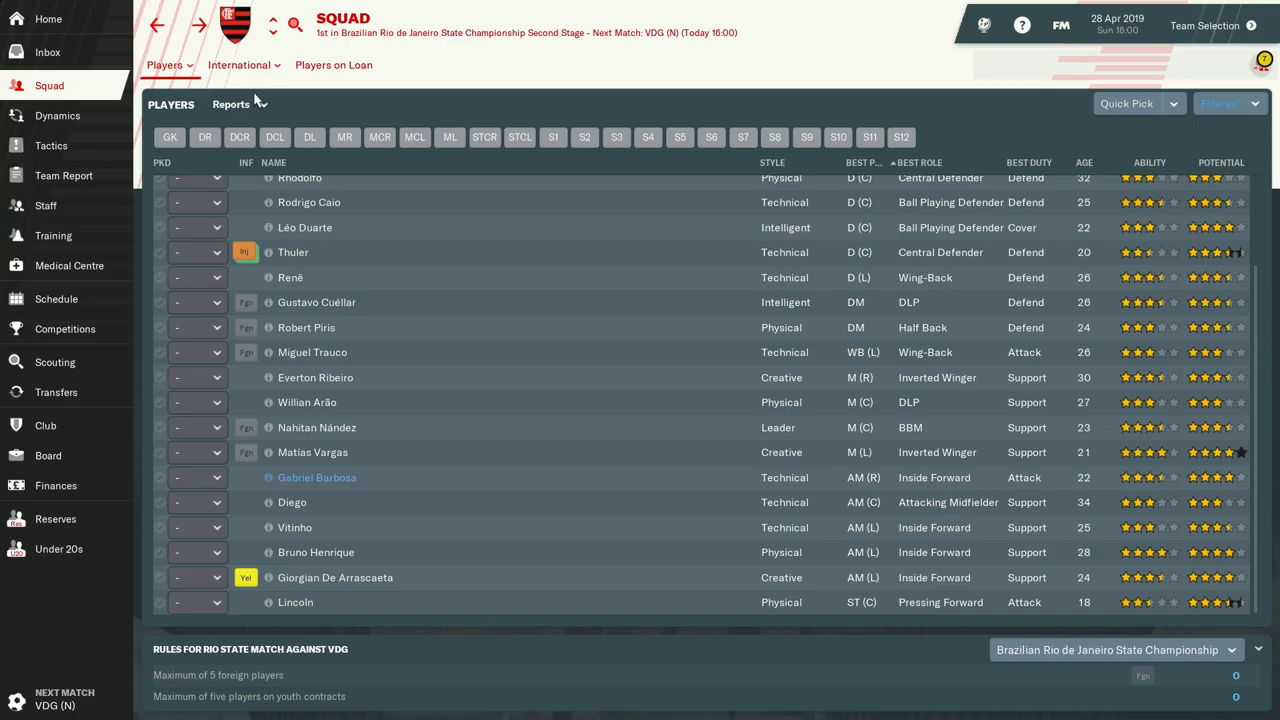 Home
Inbox
Squad
Dynamics
Tactics
Team Report
Staff
Training
Medical Centre
Schedule
Competitions
Scouting
Transfers
Club
Board
Finances
Res
Reserves
U20
Under 20s
NEXT MATCH
VDG (N)
SQUAD
1st in Brazilian Rio de Janeiro State Championship Second Stage - Next Match: VDG (N) (Today 16:00)
? FM 28 Apr 2019
Sun 16:00
Team Selection
Players International Players on Loan
7
PLAYERS Reports Quick Pick Filtered
GK DR DCR DCL DL MR MCR MCL ML STCR STCL S1 S2 S3 S4 S5 S6 S7 S8 S9 S10 S11 S12
PKD INF NAME STYLE BEST P... BEST ROLE BEST DUTY AGE ABILITY POTENTIAL
- Rhodolfo Physical D (C) Central Defender Defend 32
- Rodrigo Caio Technical D (C) Ball Playing Defender Defend 25
- Léo Duarte Intelligent D (C) Ball Playing Defender Cover 22
- Inj Thuler Technical D (C) Central Defender Defend 20
- Renê Technical D (L) Wing-Back Defend 26
- Fgn Gustavo Cuéllar Intelligent DM DLP Defend 26
- Fgn Robert Piris Physical DM Half Back Defend 24
- Fgn Miguel Trauco Technical WB (L) Wing-Back Attack 26
- Everton Ribeiro Creative M (R) Inverted Winger Support 30
- Willian Arão Physical M (C) DLP Support 27
- Fgn Nahitan Nández Leader M (C) BBM Support 23
- Fgn Matías Vargas Creative M (L) Inverted Winger Support 21
- Gabriel Barbosa Technical AM (R) Inside Forward Attack 22
- Diego Technical AM (C) Attacking Midfielder Support 34
- Vitinho Technical AM (L) Inside Forward Support 25
- Bruno Henrique Physical AM (L) Inside Forward Support 28
- Yel Giorgian De Arrascaeta Creative AM (L) Inside Forward Support 24
- Lincoln Physical ST (C) Pressing Forward Attack 18
RULES FOR RIO STATE MATCH AGAINST VDG Brazilian Rio de Janeiro State Championship
Maximum of 5 foreign players Fgn 0
Maximum of five players on youth contracts 0